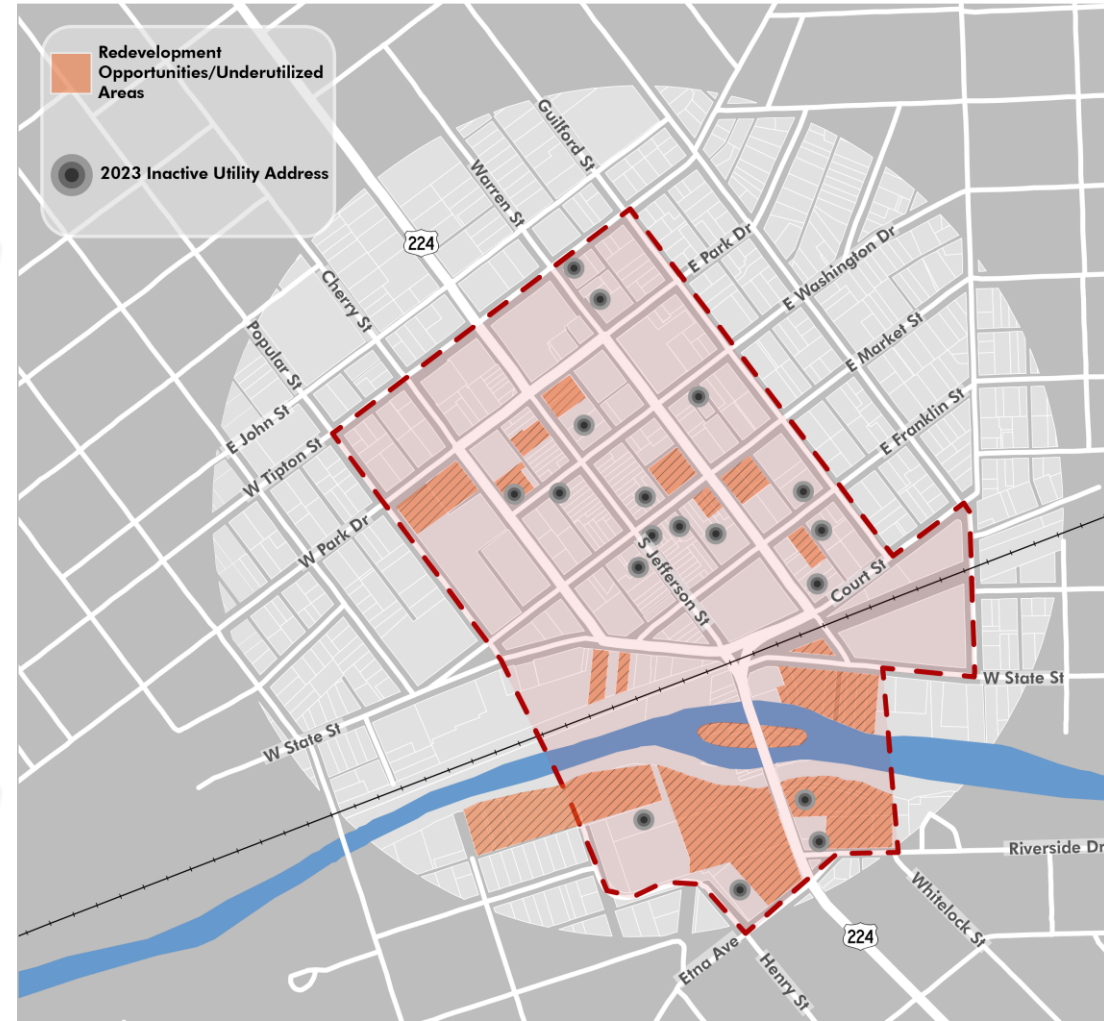 Redevelopment
Opportunities/Underutilized
Areas
2023 Inactive Utility Address
Guilford St
Warren St
224
E Park Dr
E Washington Dr
Cherry St
Popular St
E Market St
E John St
E Franklin St
W Tipton St
W Park Dr
S Jefferson St
Court St
W State St
W State St
Riverside Dr
Whitelock St
224
Etna Ave
Henry St